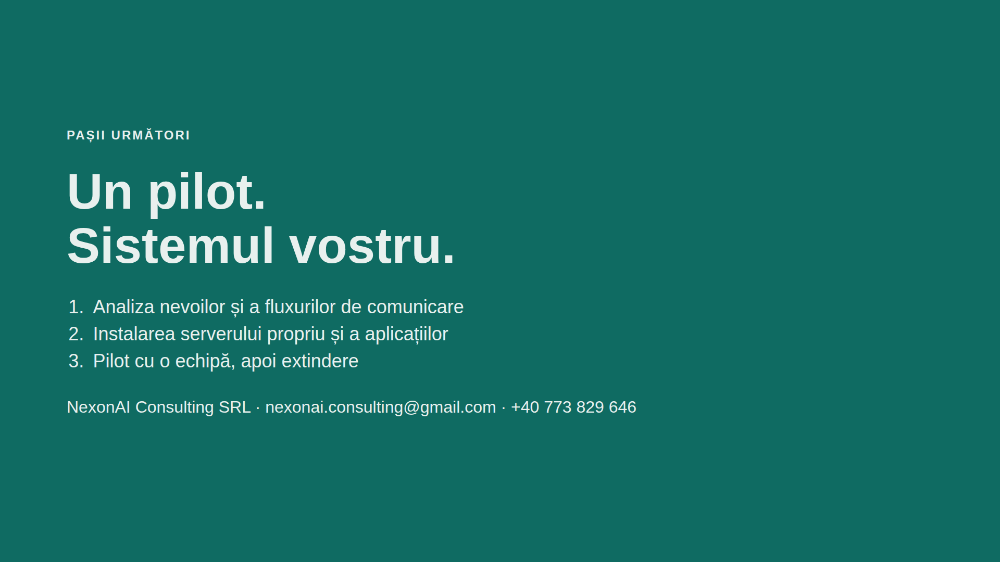 PAȘII URMĂTORI
Un pilot.
Sistemul vostru.
1. Analiza nevoilor și a fluxurilor de comunicare
2. Instalarea serverului propriu și a aplicațiilor
3. Pilot cu o echipă, apoi extindere
NexonAI Consulting SRL · nexonai.consulting@gmail.com · +40 773 829 646